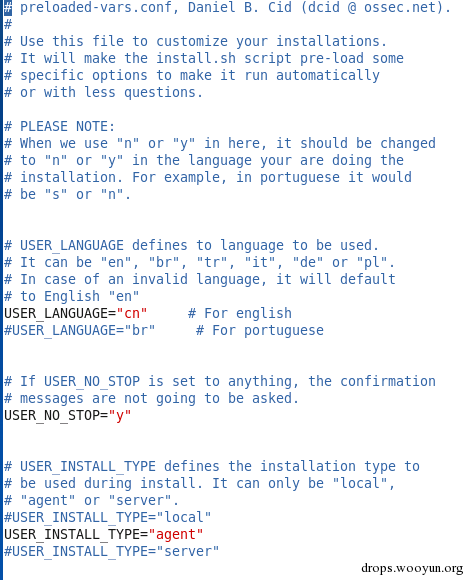 # preloaded-vars.conf, Daniel B. Cid (dcid @ ossec.net).
#
# Use this file to customize your installations.
# It will make the install.sh script pre-load some
# specific options to make it run automatically
# or with less questions.

# PLEASE NOTE:
# When we use "n" or "y" in here, it should be changed
# to "n" or "y" in the language your are doing the
# installation. For example, in portuguese it would
# be "s" or "n".

# USER_LANGUAGE defines to language to be used.
# It can be "en", "br", "tr", "it", "de" or "pl".
# In case of an invalid language, it will default
# to English "en"
USER_LANGUAGE="cn"     # For english
#USER_LANGUAGE="br"     # For portuguese

# If USER_NO_STOP is set to anything, the confirmation
# messages are not going to be asked.
USER_NO_STOP="y"

# USER_INSTALL_TYPE defines the installation type to
# be used during install. It can only be "local",
# "agent" or "server".
#USER_INSTALL_TYPE="local"
USER_INSTALL_TYPE="agent"
#USER_INSTALL_TYPE="server"
drops.wooyun.org